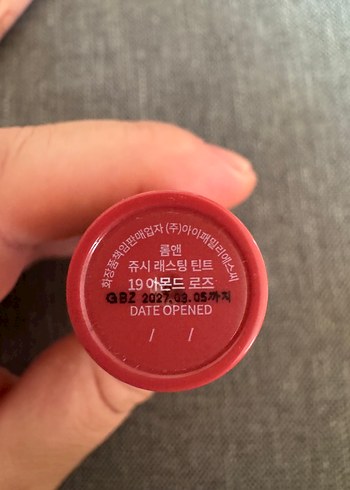 화장품책임판매업자 (주)아이패밀리에스씨
롬앤
쥬시 래스팅 틴트
19 아몬드 로즈
GBZ 2027.03.05까지
DATE OPENED
/ /